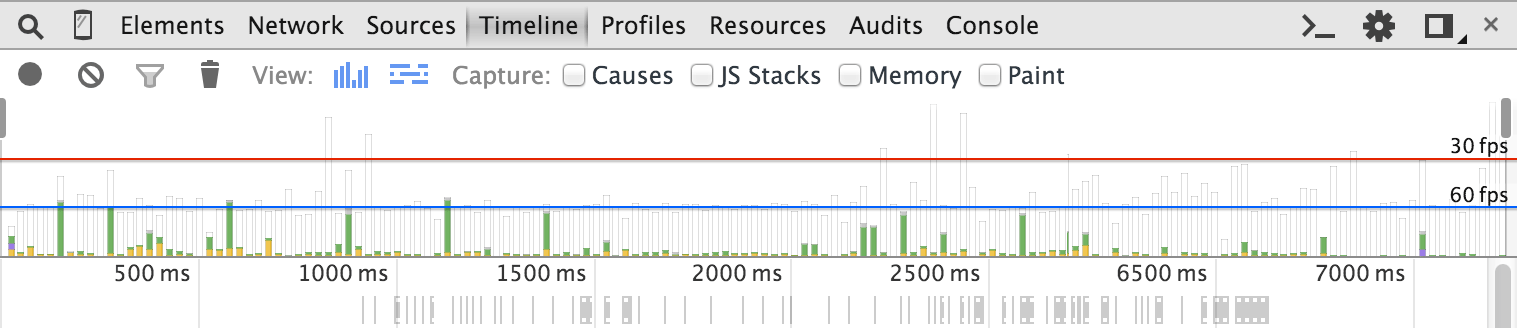 Elements Network Sources Timeline Profiles Resources Audits Console
View: Capture: Causes JS Stacks Memory Paint
30 fps
60 fps
500 ms 1000 ms 1500 ms 2000 ms 2500 ms 6500 ms 7000 ms